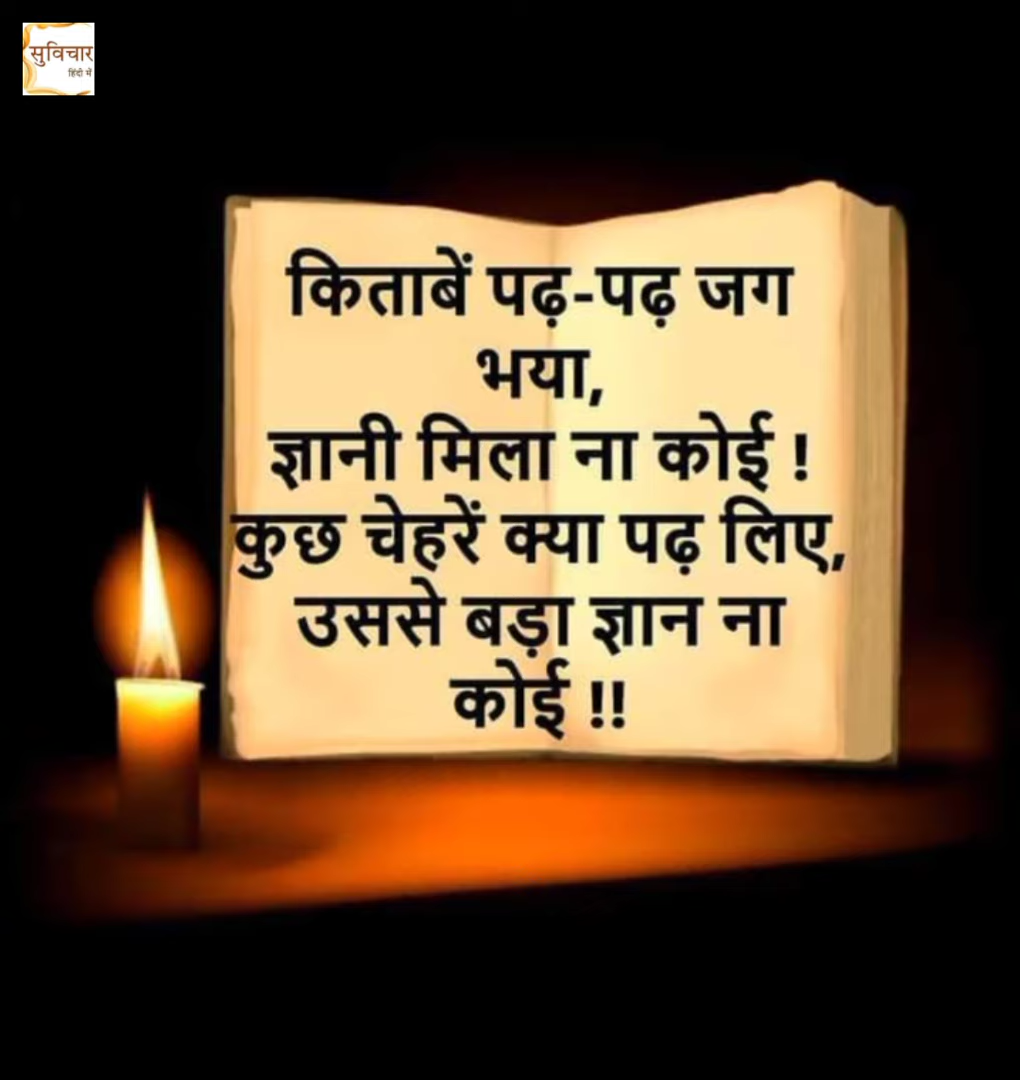 सुविचार
हिंदी में
किताबें पढ़-पढ़ जग
भया,
ज्ञानी मिला ना कोई !
कुछ चेहरें क्या पढ़ लिए,
उससे बड़ा ज्ञान ना
कोई !!